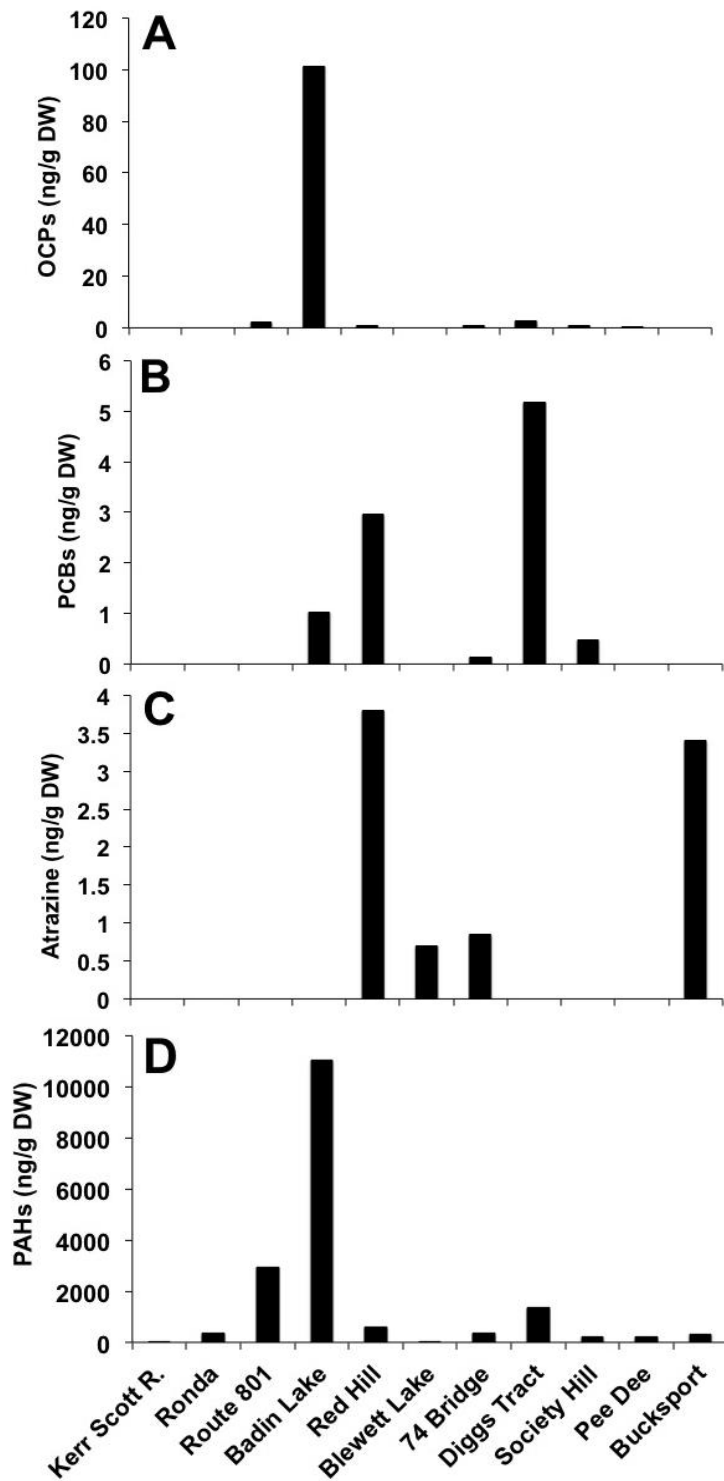 A
120
100
80
60
40
20
0
OCPs (ng/g DW)
B
6
5
4
3
2
1
0
PCBs (ng/g DW)
C
4
3.5
3
2.5
2
1.5
1
0.5
0
Atrazine (ng/g DW)
D
12000
10000
8000
6000
4000
2000
0
PAHs (ng/g DW)
Kerr Scott R.
Ronda
Route 801
Badin Lake
Red Hill
Blewett Lake
74 Bridge
Diggs Tract
Society Hill
Pee Dee
Bucksport